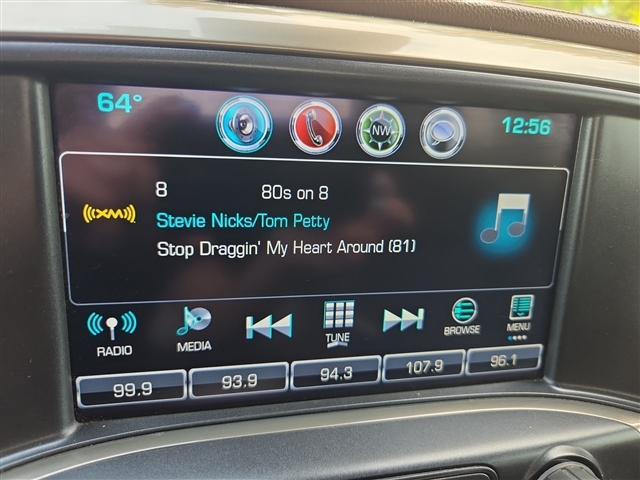 64°
NW
12:56
8 80s on 8
((XM))
Stevie Nicks/Tom Petty
Stop Draggin' My Heart Around (81)
RADIO MEDIA TUNE BROWSE MENU
99.9 93.9 94.3 107.9 96.1